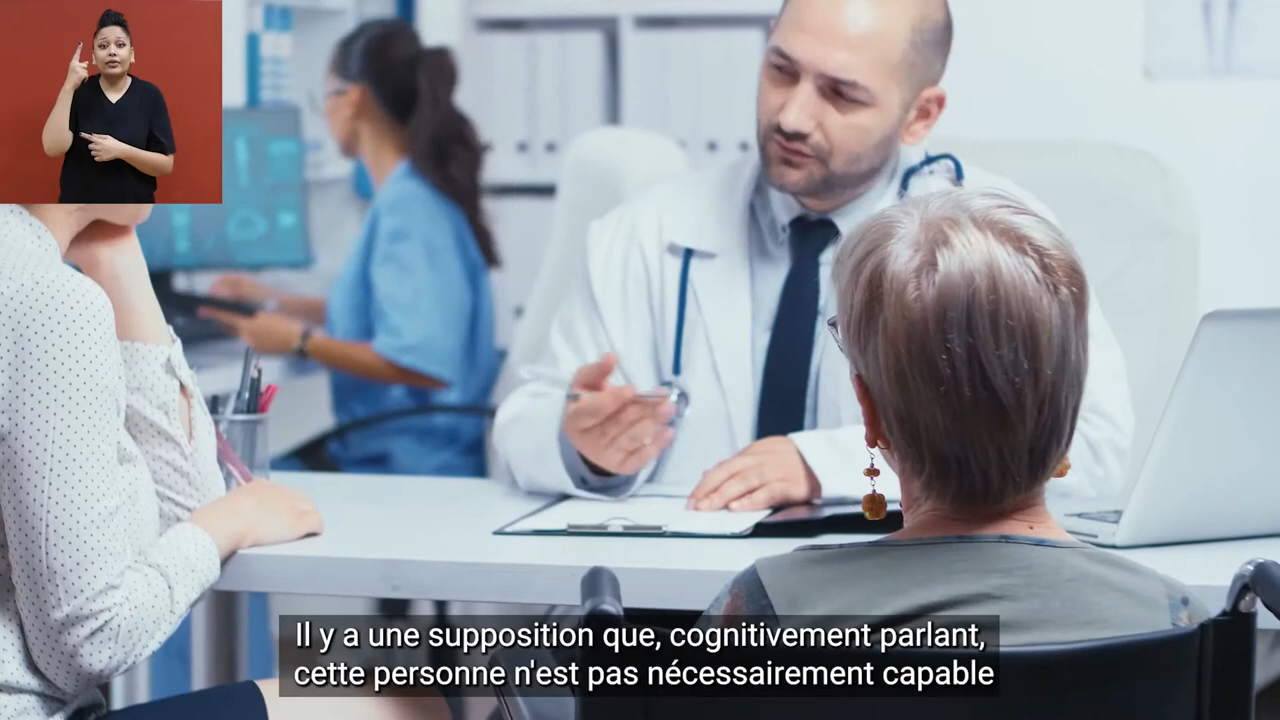 Il y a une supposition que, cognitivement parlant,
cette personne n'est pas nécessairement capable